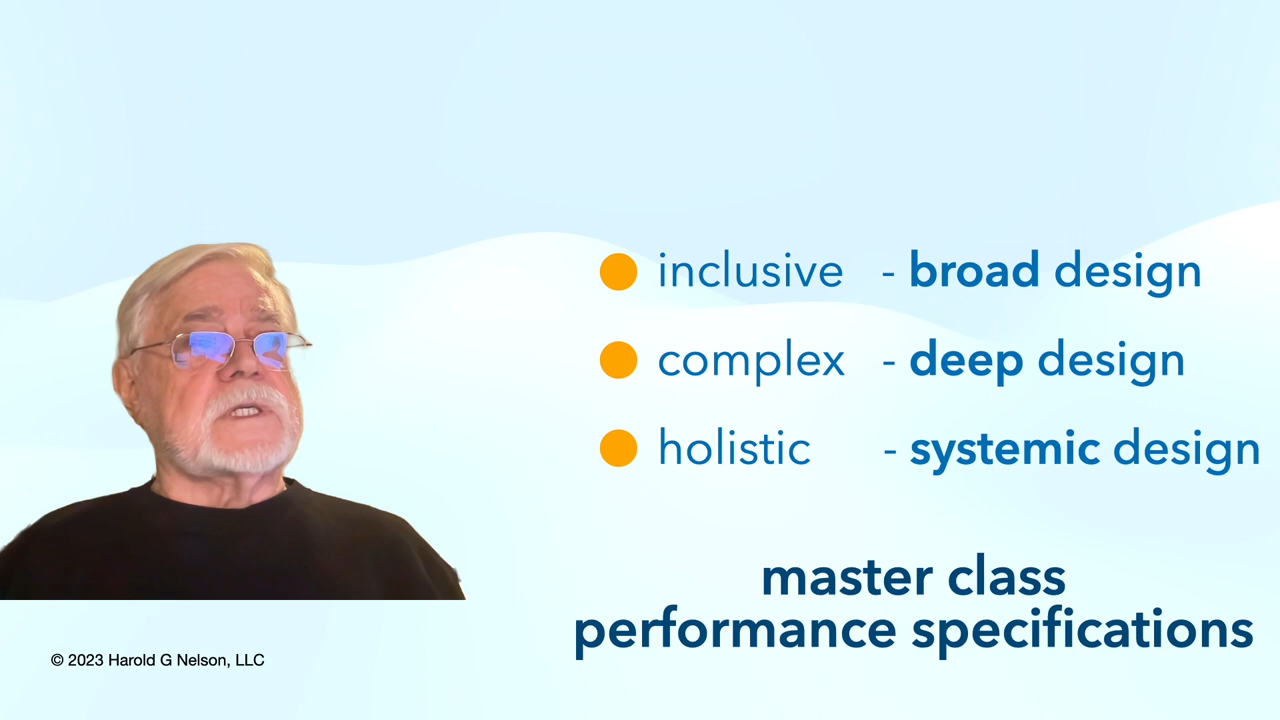 inclusive - broad design
complex - deep design
holistic - systemic design
master class
performance specifications
© 2023 Harold G Nelson, LLC